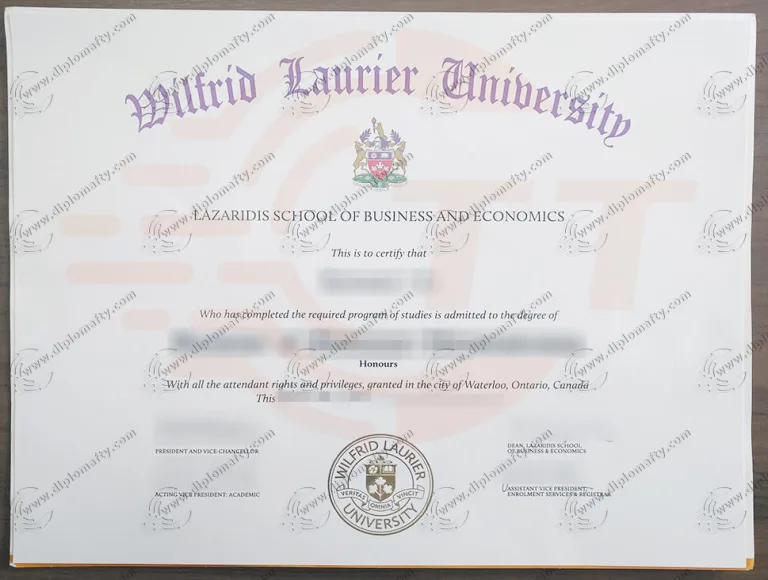 Wilfrid Laurier University
LAZARIDIS SCHOOL OF BUSINESS AND ECONOMICS
This is to certify that
Who has completed the required program of studies is admitted to the degree of
Honours
With all the attendant rights and privileges, granted in the city of Waterloo, Ontario, Canada
This
PRESIDENT AND VICE-CHANCELLOR
DEAN, LAZARIDIS SCHOOL
OF BUSINESS & ECONOMICS
ACTING VICE PRESIDENT: ACADEMIC
ASSISTANT VICE PRESIDENT,
ENROLMENT SERVICES & REGISTRAR
WILFRID LAURIER
VERITAS OMNIA VINCIT
UNIVERSITY
TT
www.diplomafty.com